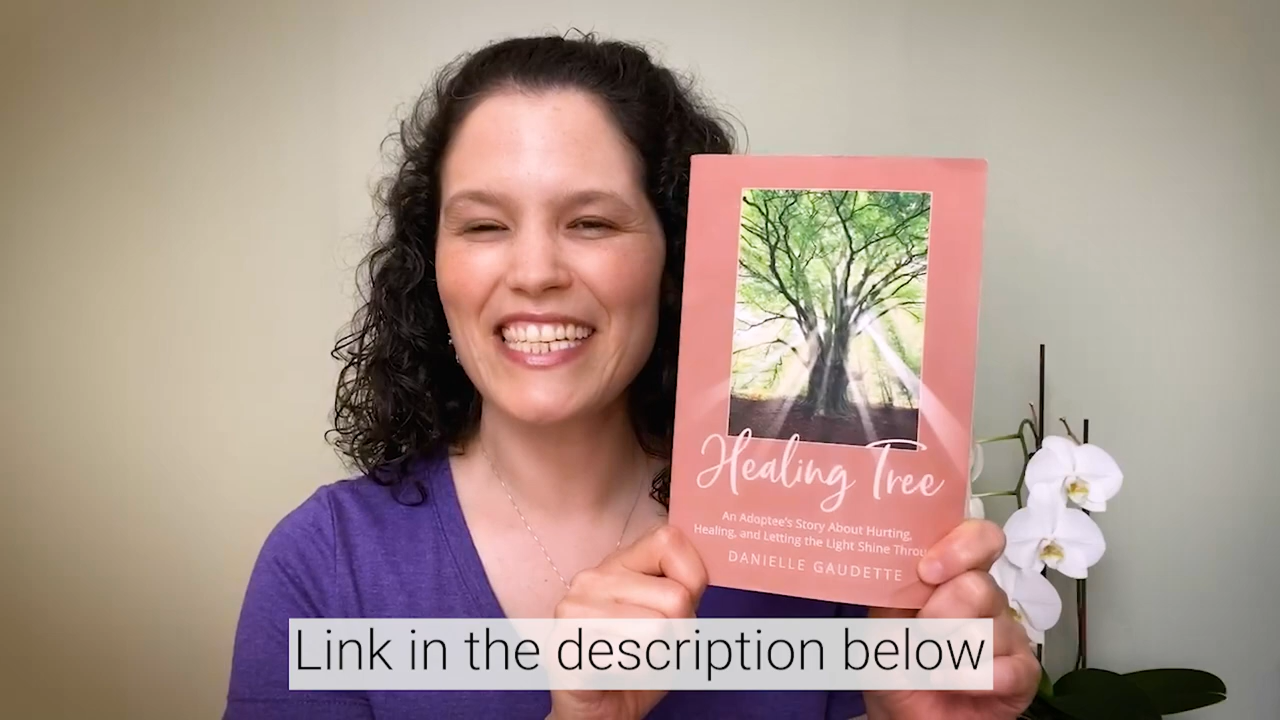 Healing Tree
An Adoptee's Story About Hurting,
Healing, and Letting the Light Shine
DANIELLE GAUDETTE
Link in the description below